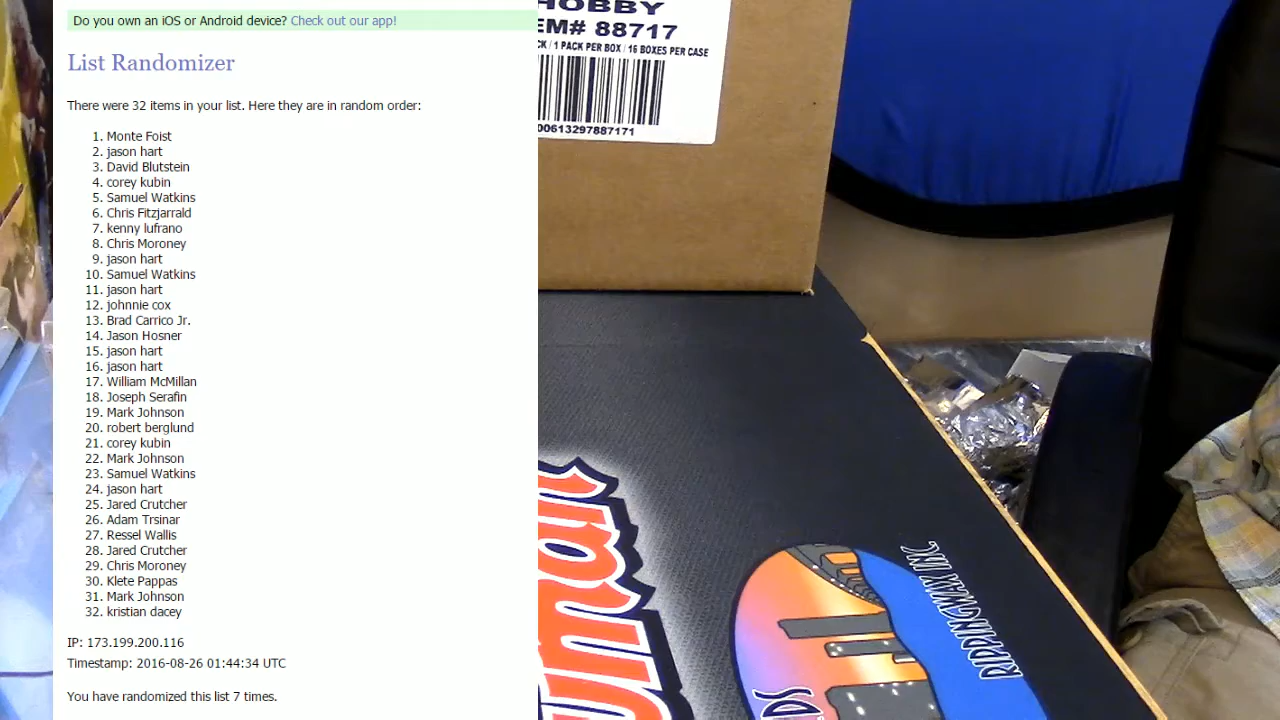 Do you own an iOS or Android device? Check out our app!
List Randomizer
There were 32 items in your list. Here they are in random order:
1. Monte Foist
2. jason hart
3. David Blutstein
4. corey kubin
5. Samuel Watkins
6. Chris Fitzjarrald
7. kenny lufrano
8. Chris Moroney
9. jason hart
10. Samuel Watkins
11. jason hart
12. johnnie cox
13. Brad Carrico Jr.
14. Jason Hosner
15. jason hart
16. jason hart
17. William McMillan
18. Joseph Serafin
19. Mark Johnson
20. robert berglund
21. corey kubin
22. Mark Johnson
23. Samuel Watkins
24. jason hart
25. Jared Crutcher
26. Adam Trsinar
27. Ressel Wallis
28. Jared Crutcher
29. Chris Moroney
30. Klete Pappas
31. Mark Johnson
32. kristian dacey
IP: 173.199.200.116
Timestamp: 2016-08-26 01:44:34 UTC
You have randomized this list 7 times.
HOBBY
EM# 88717
CK / 1 PACK PER BOX / 16 BOXES PER CASE
00613297887171
RIPPINGWAX INC.